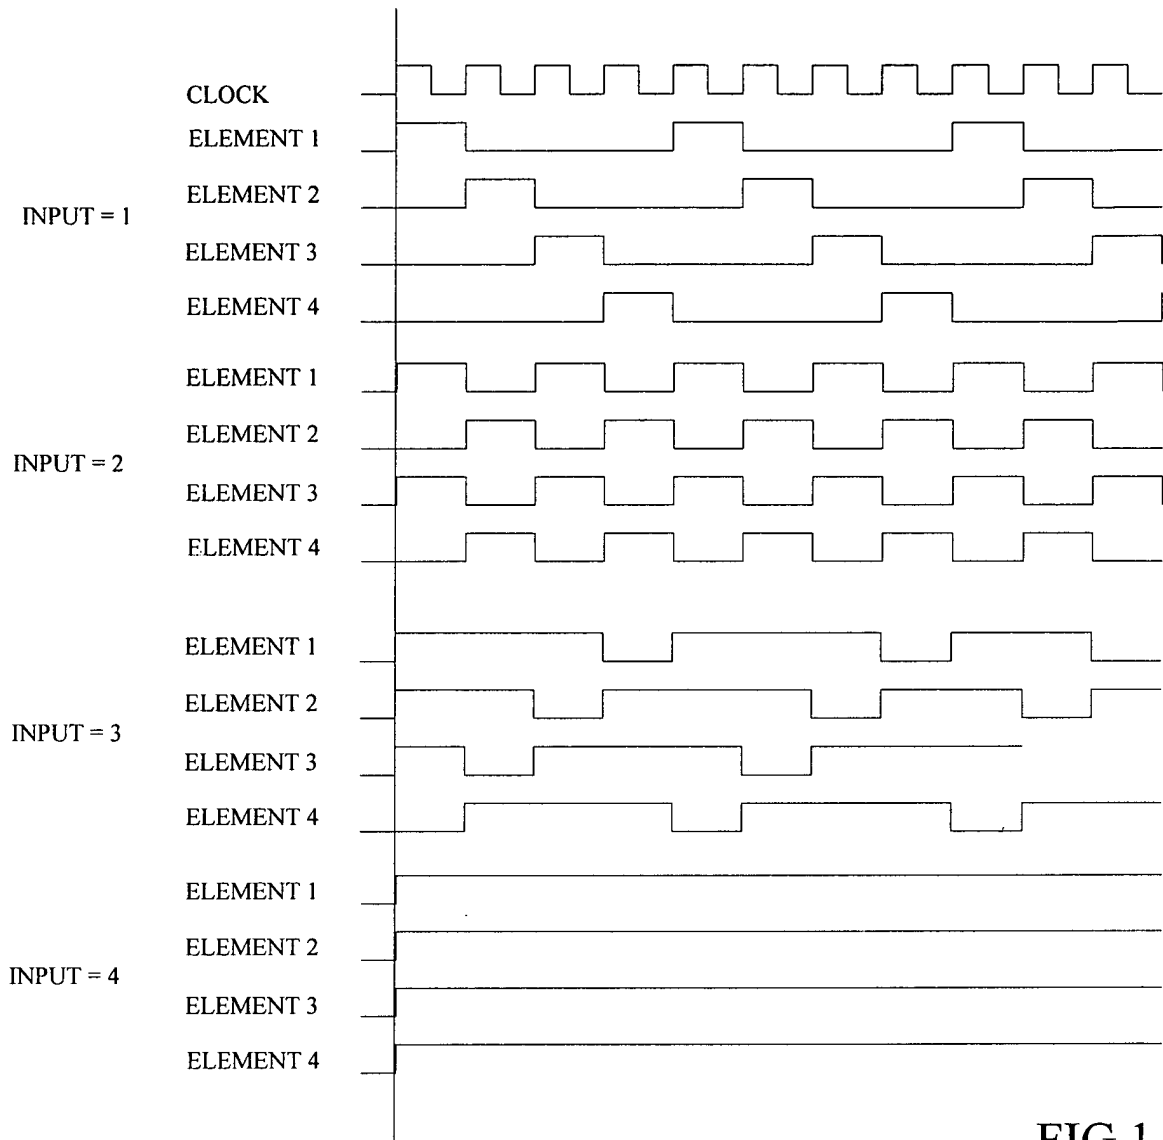 CLOCK
ELEMENT 1
ELEMENT 2
INPUT = 1
ELEMENT 3
ELEMENT 4
ELEMENT 1
ELEMENT 2
INPUT = 2
ELEMENT 3
ELEMENT 4
ELEMENT 1
ELEMENT 2
INPUT = 3
ELEMENT 3
ELEMENT 4
ELEMENT 1
ELEMENT 2
INPUT = 4
ELEMENT 3
ELEMENT 4
FIG 1